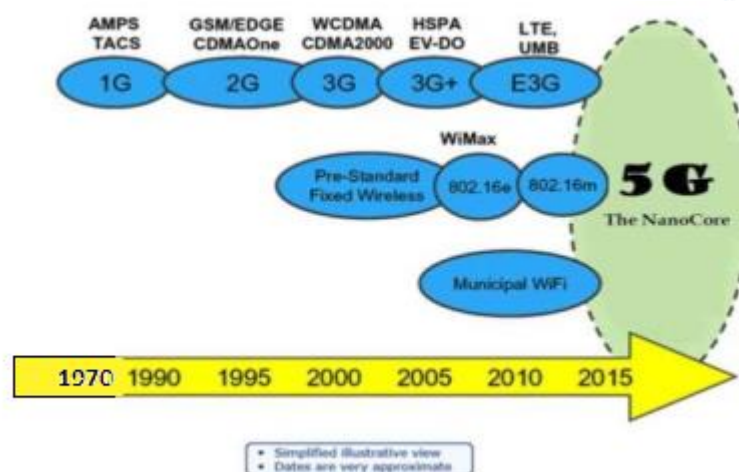 AMPS
TACS
GSM/EDGE
CDMAOne
WCDMA
CDMA2000
HSPA
EV-DO
LTE,
UMB
1G
2G
3G
3G+
E3G
WiMax
Pre-Standard
Fixed Wireless
802.16e
802.16m
5G
The NanoCore
Municipal WiFi
1970 1990 1995 2000 2005 2010 2015
• Simplified illustrative view
• Dates are very approximate